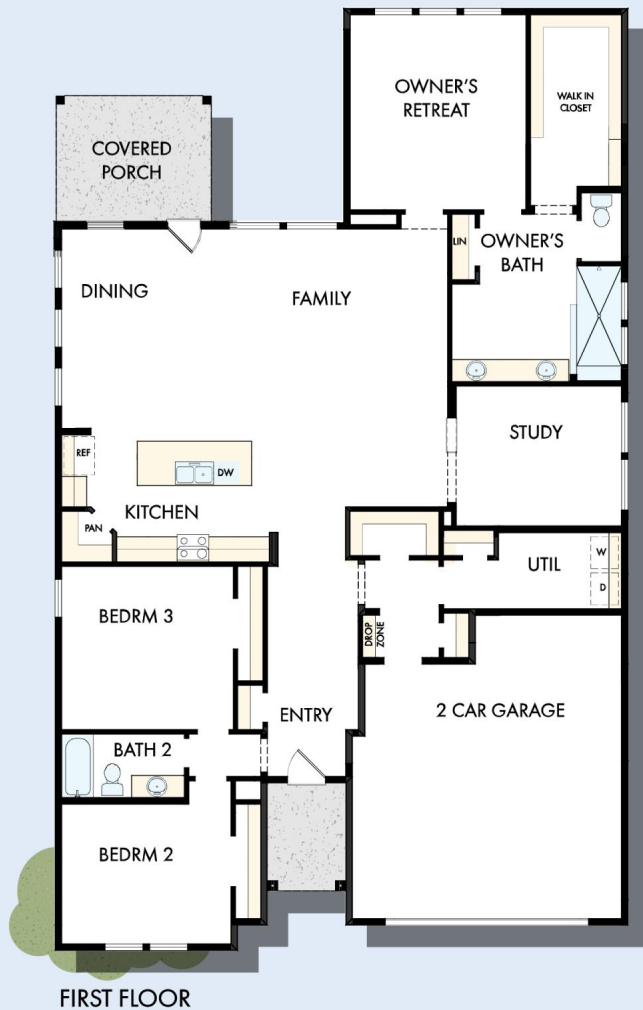 OWNER'S
RETREAT
WALK IN
CLOSET
COVERED
PORCH
LIN
OWNER'S
BATH
DINING
FAMILY
STUDY
REF
DW
KITCHEN
PAN
UTIL
W
D
BEDRM 3
DROP
ZONE
ENTRY
2 CAR GARAGE
BATH 2
BEDRM 2
FIRST FLOOR